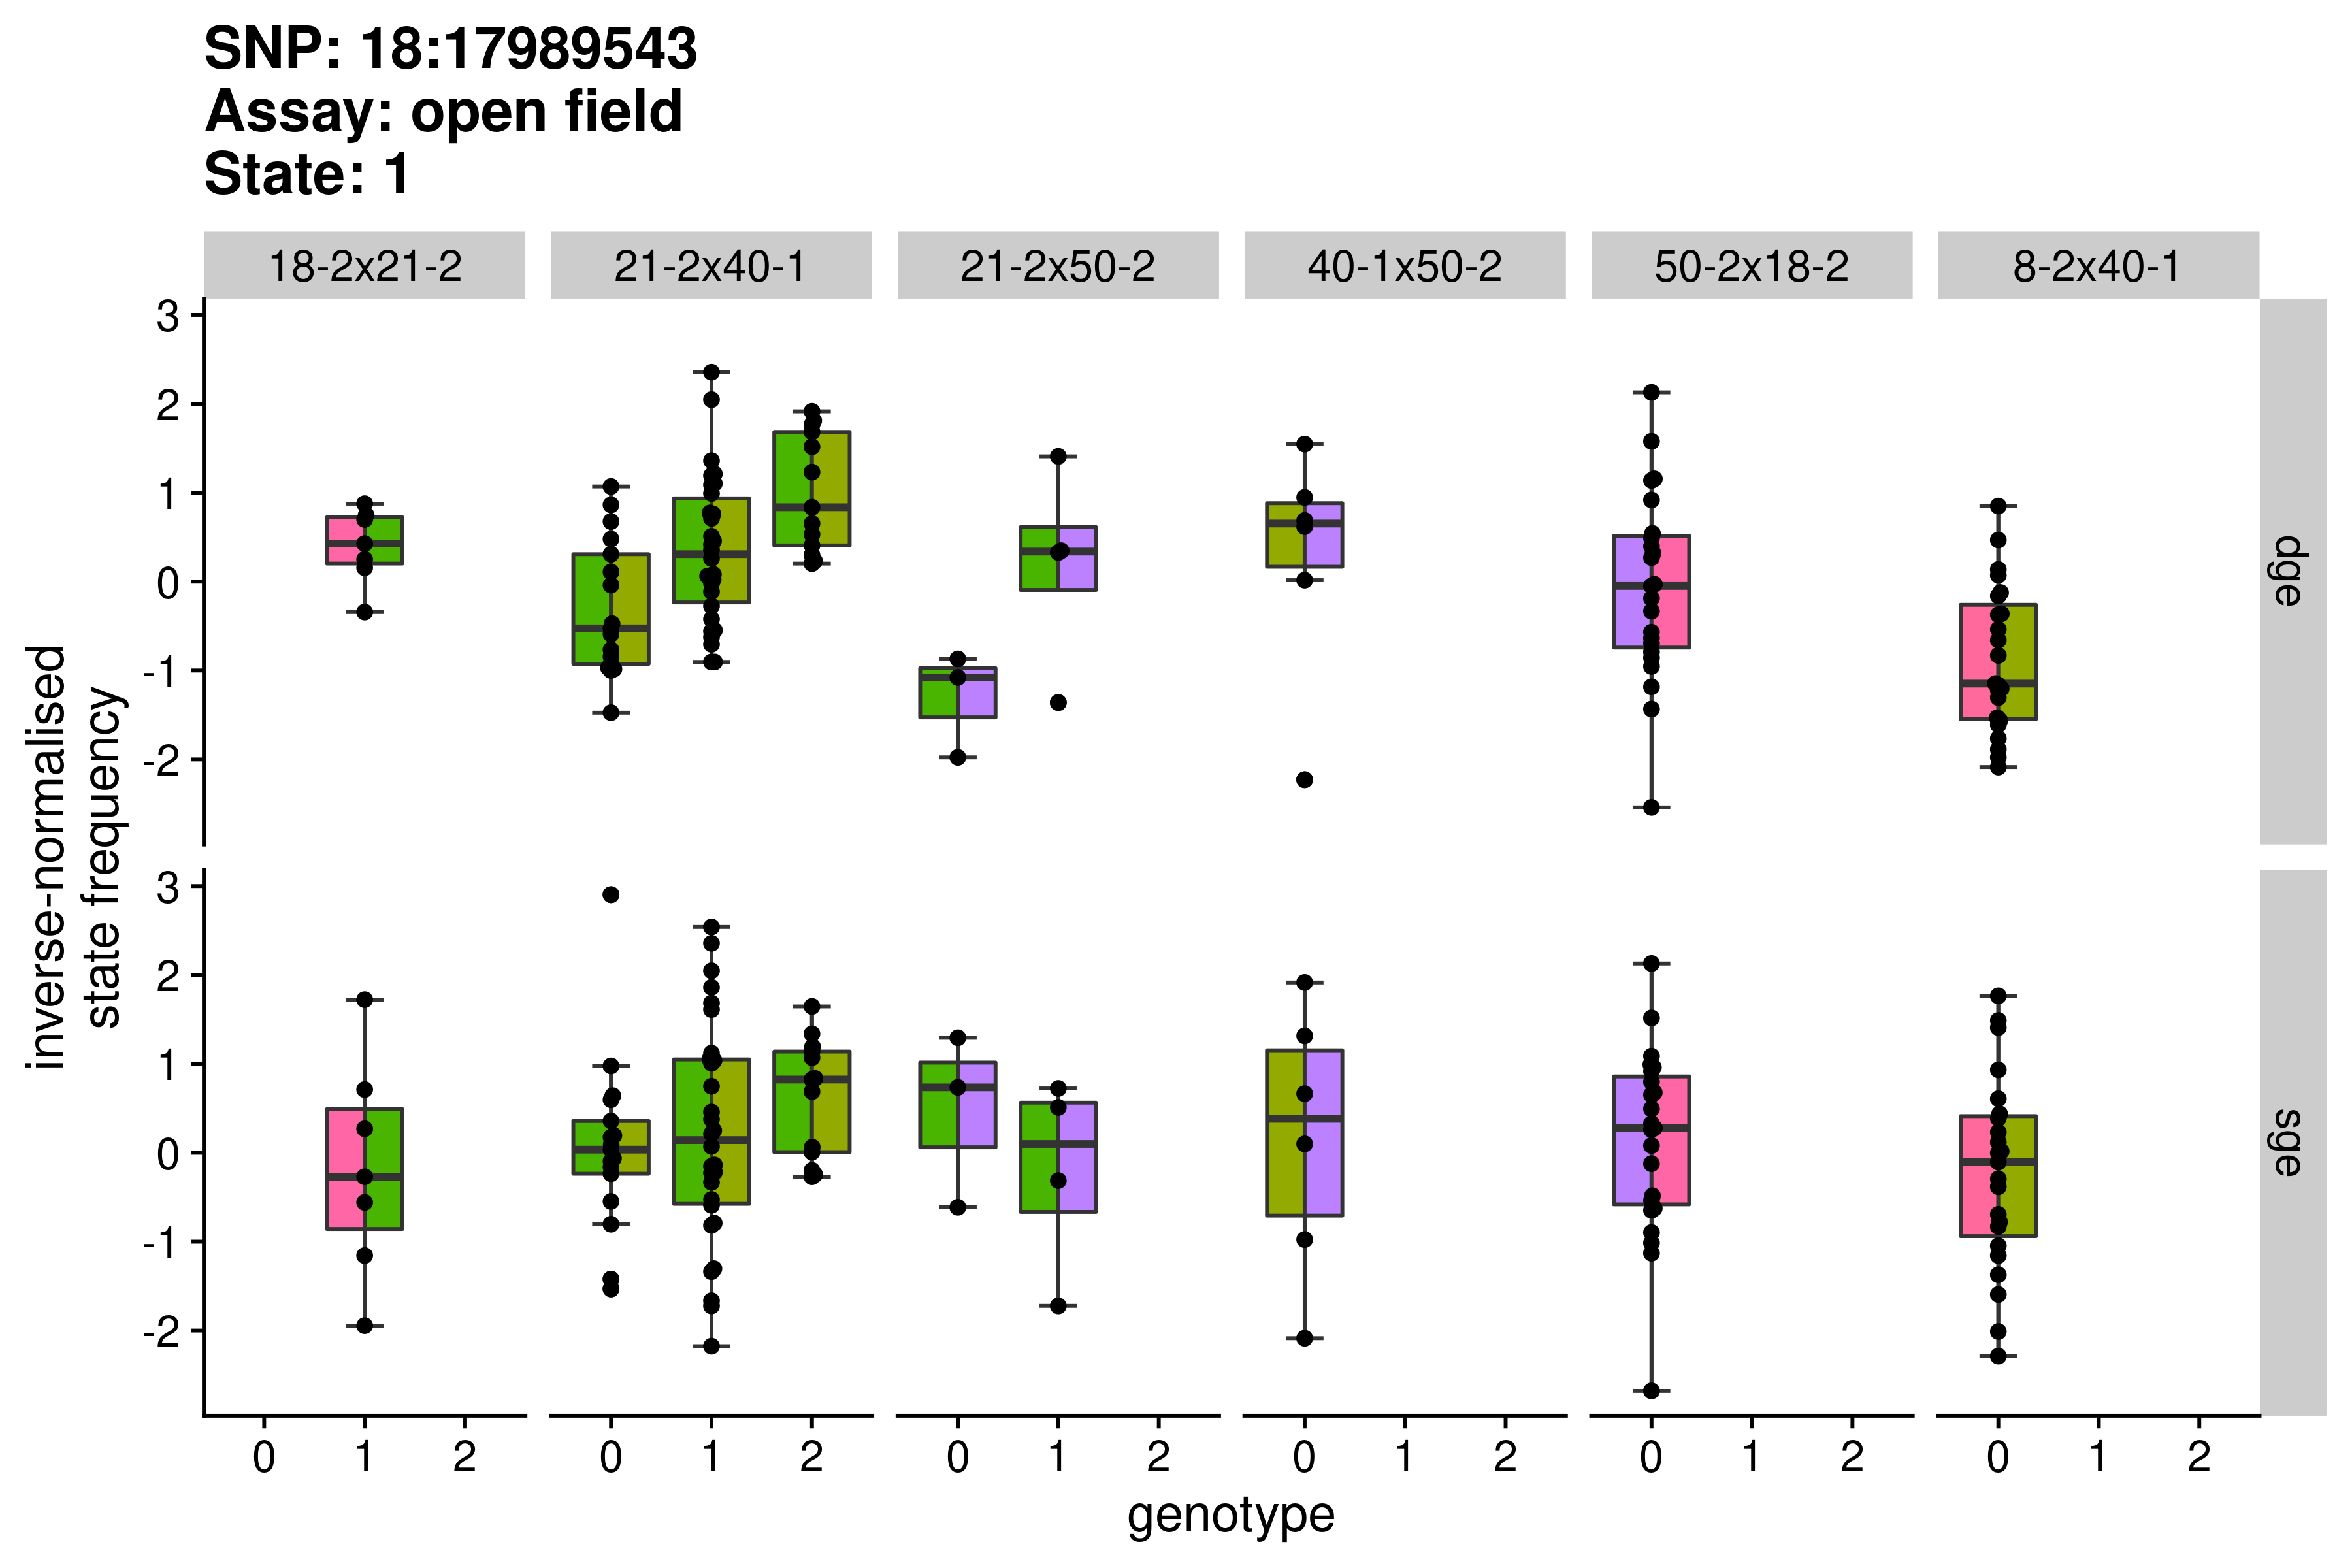 SNP: 18:17989543
Assay: open field
State: 1
18-2x21-2
21-2x40-1
21-2x50-2
40-1x50-2
50-2x18-2
8-2x40-1
3
2
1
0
-1
-2
dge
inverse-normalised
state frequency
3
2
1
0
-1
-2
sge
0 1 2
0 1 2
0 1 2
0 1 2
0 1 2
0 1 2
genotype